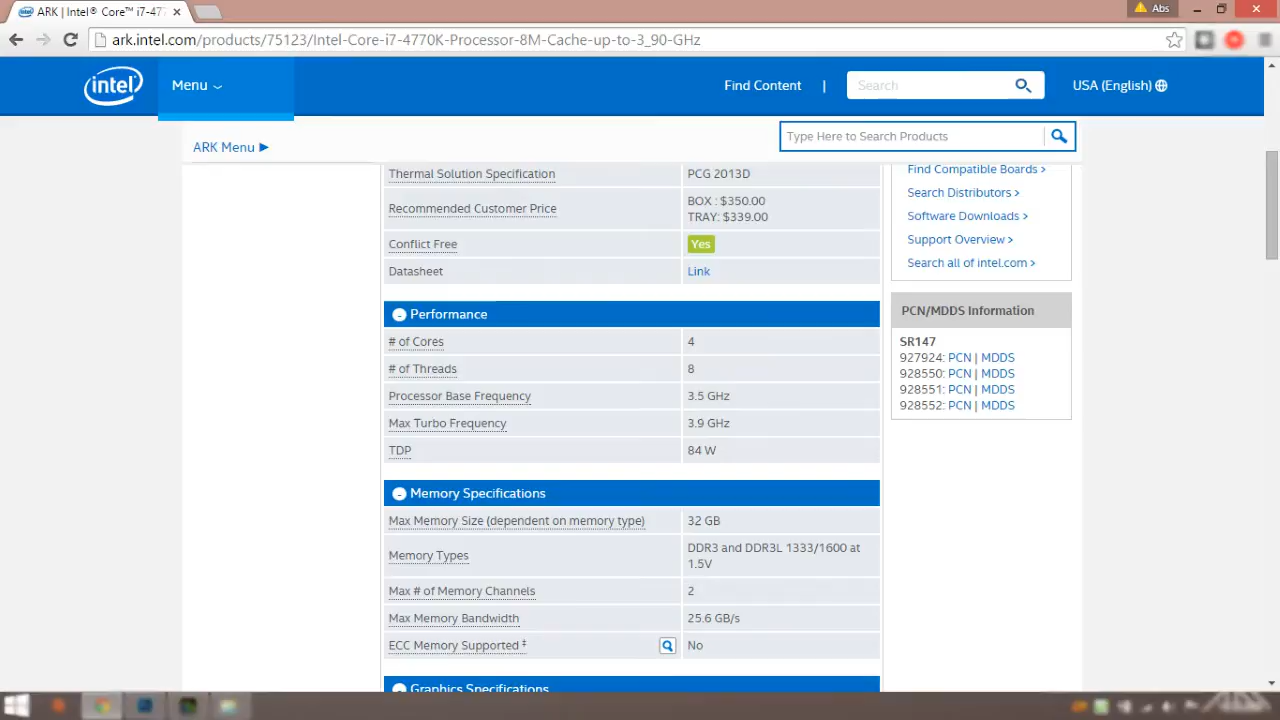 ARK | Intel® Core™ i7-477
Abs
ark.intel.com/products/75123/Intel-Core-i7-4770K-Processor-8M-Cache-up-to-3_90-GHz
intel
Menu
Find Content
|
Search
USA (English)
ARK Menu
Type Here to Search Products
Thermal Solution Specification PCG 2013D
Recommended Customer Price BOX : $350.00
TRAY: $339.00
Conflict Free Yes
Datasheet Link
Performance
# of Cores 4
# of Threads 8
Processor Base Frequency 3.5 GHz
Max Turbo Frequency 3.9 GHz
TDP 84 W
Memory Specifications
Max Memory Size (dependent on memory type) 32 GB
Memory Types DDR3 and DDR3L 1333/1600 at
1.5V
Max # of Memory Channels 2
Max Memory Bandwidth 25.6 GB/s
ECC Memory Supported ‡ No
Graphics Specifications
Find Compatible Boards >
Search Distributors >
Software Downloads >
Support Overview >
Search all of intel.com >
PCN/MDDS Information
SR147
927924: PCN | MDDS
928550: PCN | MDDS
928551: PCN | MDDS
928552: PCN | MDDS